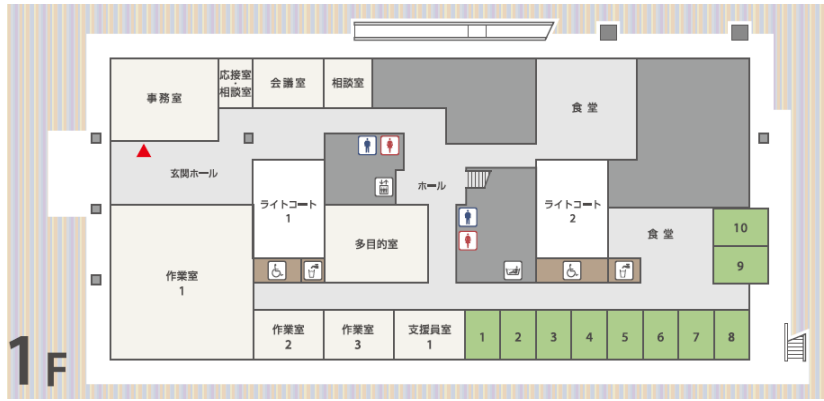 事務室
応接室
・
相談室
会議室
相談室
食堂
玄関ホール
ホール
ライトコート
1
ライトコート
2
多目的室
食堂
10
9
作業室
1
作業室
2
作業室
3
支援員室
1
1
2
3
4
5
6
7
8
1F